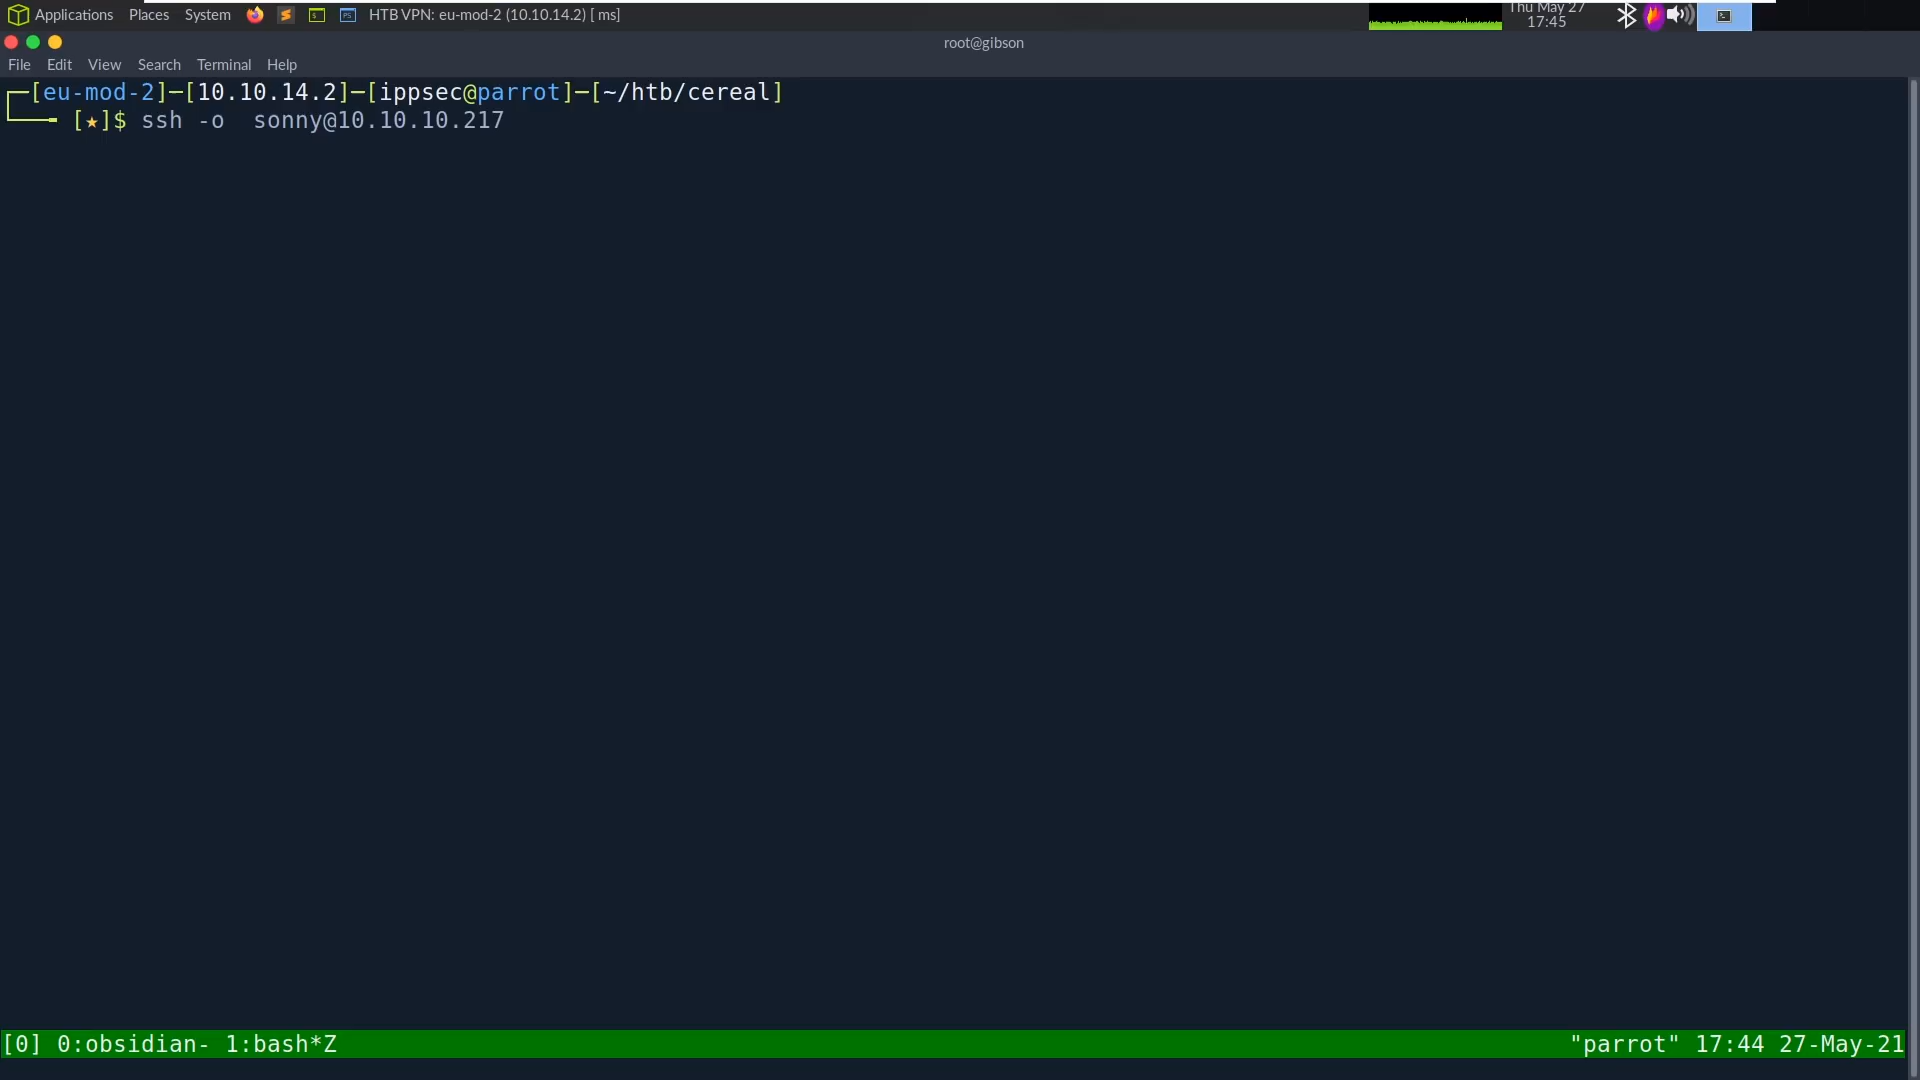 Applications Places System HTB VPN: eu-mod-2 (10.10.14.2) [ ms] Thu May 27
17:45
root@gibson
File Edit View Search Terminal Help
[eu-mod-2]─[10.10.14.2]─[ippsec@parrot]─[~/htb/cereal]
[★]$ ssh -o  sonny@10.10.10.217
[0] 0:obsidian- 1:bash*Z "parrot" 17:44 27-May-21